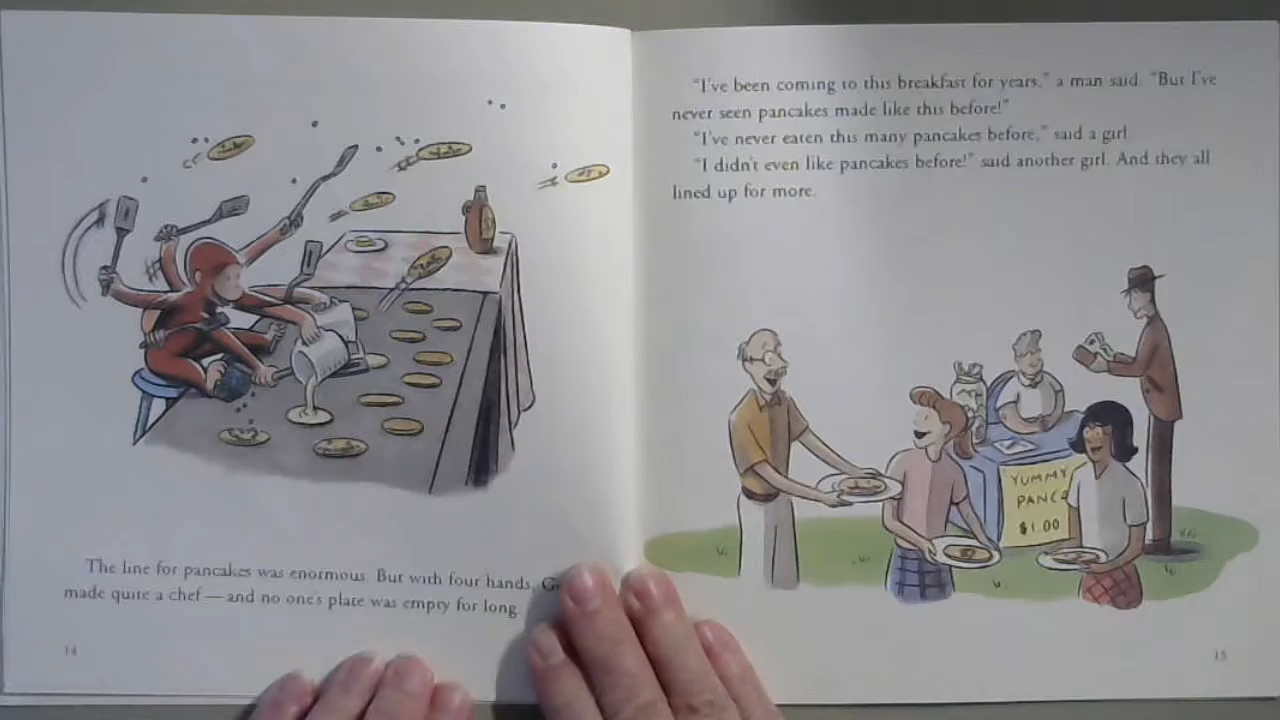 The line for pancakes was enormous. But with four hands, G
made quite a chef—and no one's plate was empty for long.
14
"I've been coming to this breakfast for years," a man said. "But I've
never seen pancakes made like this before!"
"I've never eaten this many pancakes before," said a girl.
"I didn't even like pancakes before!" said another girl. And they all
lined up for more.
YUMMY
PANCA
$1.00
15